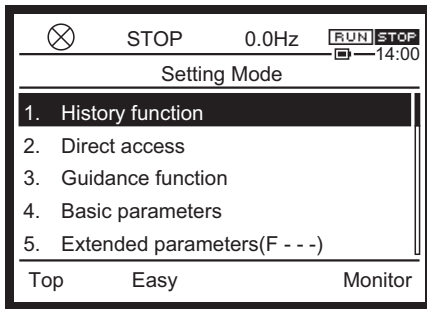 STOP 0.0Hz RUN STOP
14:00
Setting Mode
1. History function
2. Direct access
3. Guidance function
4. Basic parameters
5. Extended parameters(F - - -)
Top Easy Monitor